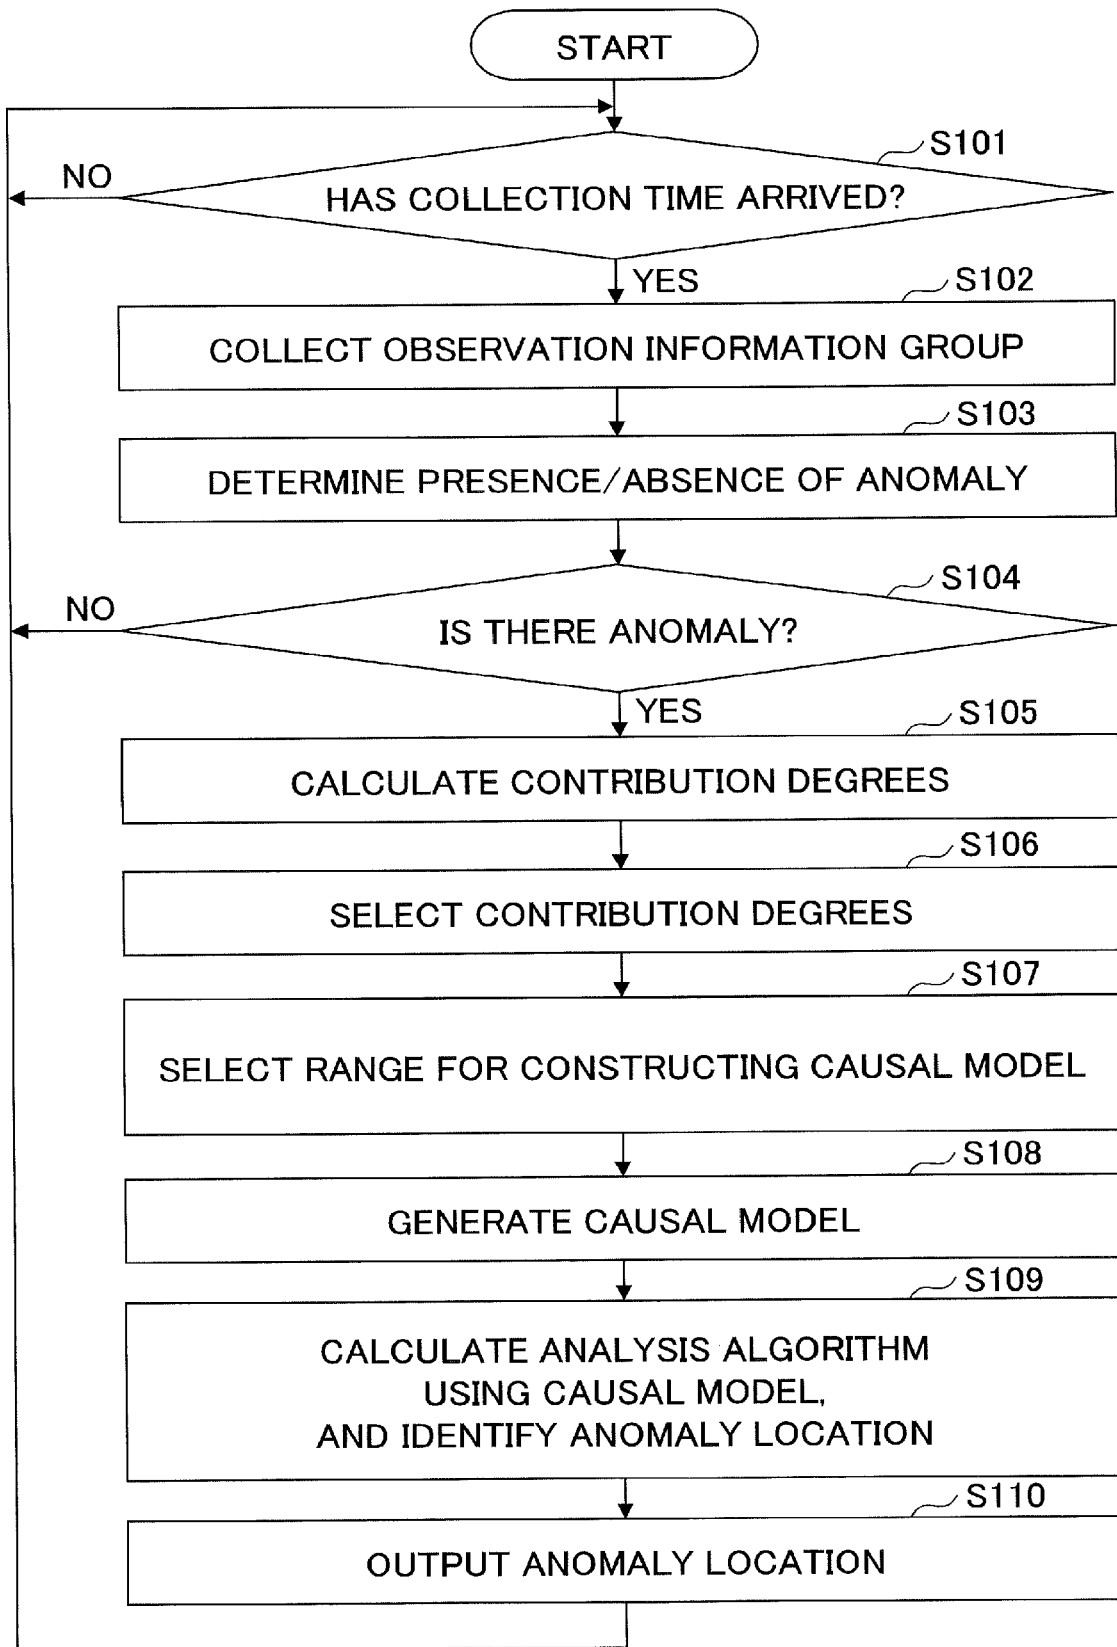 START
S101
NO
HAS COLLECTION TIME ARRIVED?
YES
S102
COLLECT OBSERVATION INFORMATION GROUP
S103
DETERMINE PRESENCE/ABSENCE OF ANOMALY
S104
NO
IS THERE ANOMALY?
YES
S105
CALCULATE CONTRIBUTION DEGREES
S106
SELECT CONTRIBUTION DEGREES
S107
SELECT RANGE FOR CONSTRUCTING CAUSAL MODEL
S108
GENERATE CAUSAL MODEL
S109
CALCULATE ANALYSIS ALGORITHM
USING CAUSAL MODEL,
AND IDENTIFY ANOMALY LOCATION
S110
OUTPUT ANOMALY LOCATION